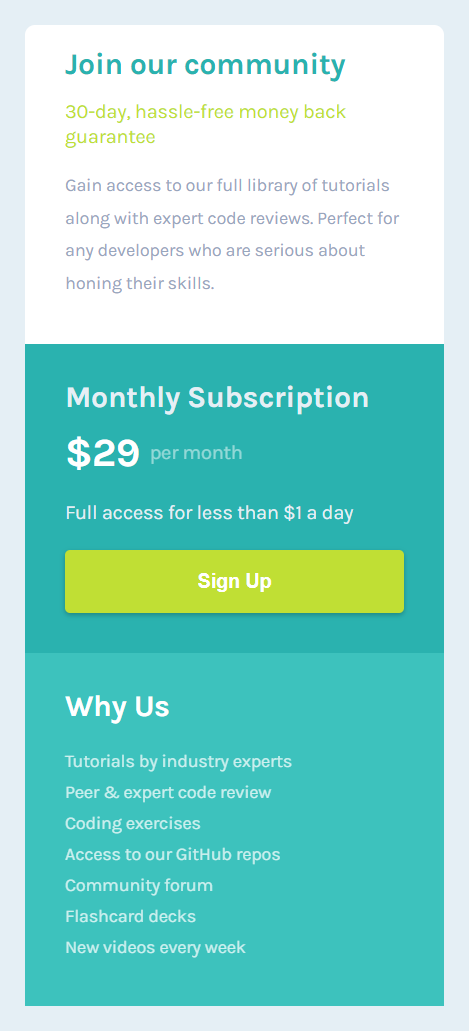 Join our community
30-day, hassle-free money back
guarantee
Gain access to our full library of tutorials
along with expert code reviews. Perfect for
any developers who are serious about
honing their skills.
Monthly Subscription
$29 per month
Full access for less than $1 a day
Sign Up
Why Us
Tutorials by industry experts
Peer & expert code review
Coding exercises
Access to our GitHub repos
Community forum
Flashcard decks
New videos every week